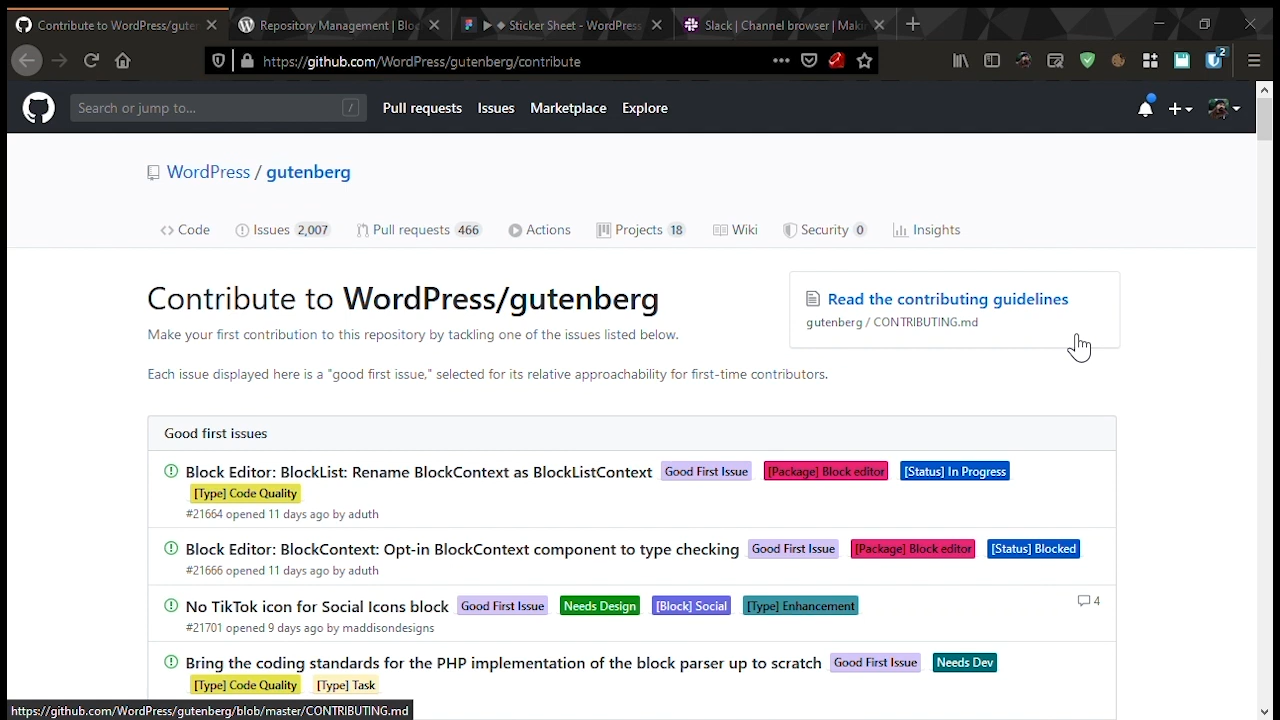 Contribute to WordPress/guten
Repository Management | Bloc
Sticker Sheet - WordPress
Slack | Channel browser | Maki
https://github.com/WordPress/gutenberg/contribute
2
Search or jump to...
/
Pull requests
Issues
Marketplace
Explore
WordPress / gutenberg
Code
Issues 2,007
Pull requests 466
Actions
Projects 18
Wiki
Security 0
Insights
Contribute to WordPress/gutenberg
Make your first contribution to this repository by tackling one of the issues listed below.
Read the contributing guidelines
gutenberg / CONTRIBUTING.md
Each issue displayed here is a "good first issue," selected for its relative approachability for first-time contributors.
Good first issues
Block Editor: BlockList: Rename BlockContext as BlockListContext Good First Issue [Package] Block editor [Status] In Progress
[Type] Code Quality
#21664 opened 11 days ago by aduth
Block Editor: BlockContext: Opt-in BlockContext component to type checking Good First Issue [Package] Block editor [Status] Blocked
#21666 opened 11 days ago by aduth
No TikTok icon for Social Icons block Good First Issue Needs Design [Block] Social [Type] Enhancement 4
#21701 opened 9 days ago by maddisondesigns
Bring the coding standards for the PHP implementation of the block parser up to scratch Good First Issue Needs Dev
[Type] Code Quality [Type] Task
https://github.com/WordPress/gutenberg/blob/master/CONTRIBUTING.md